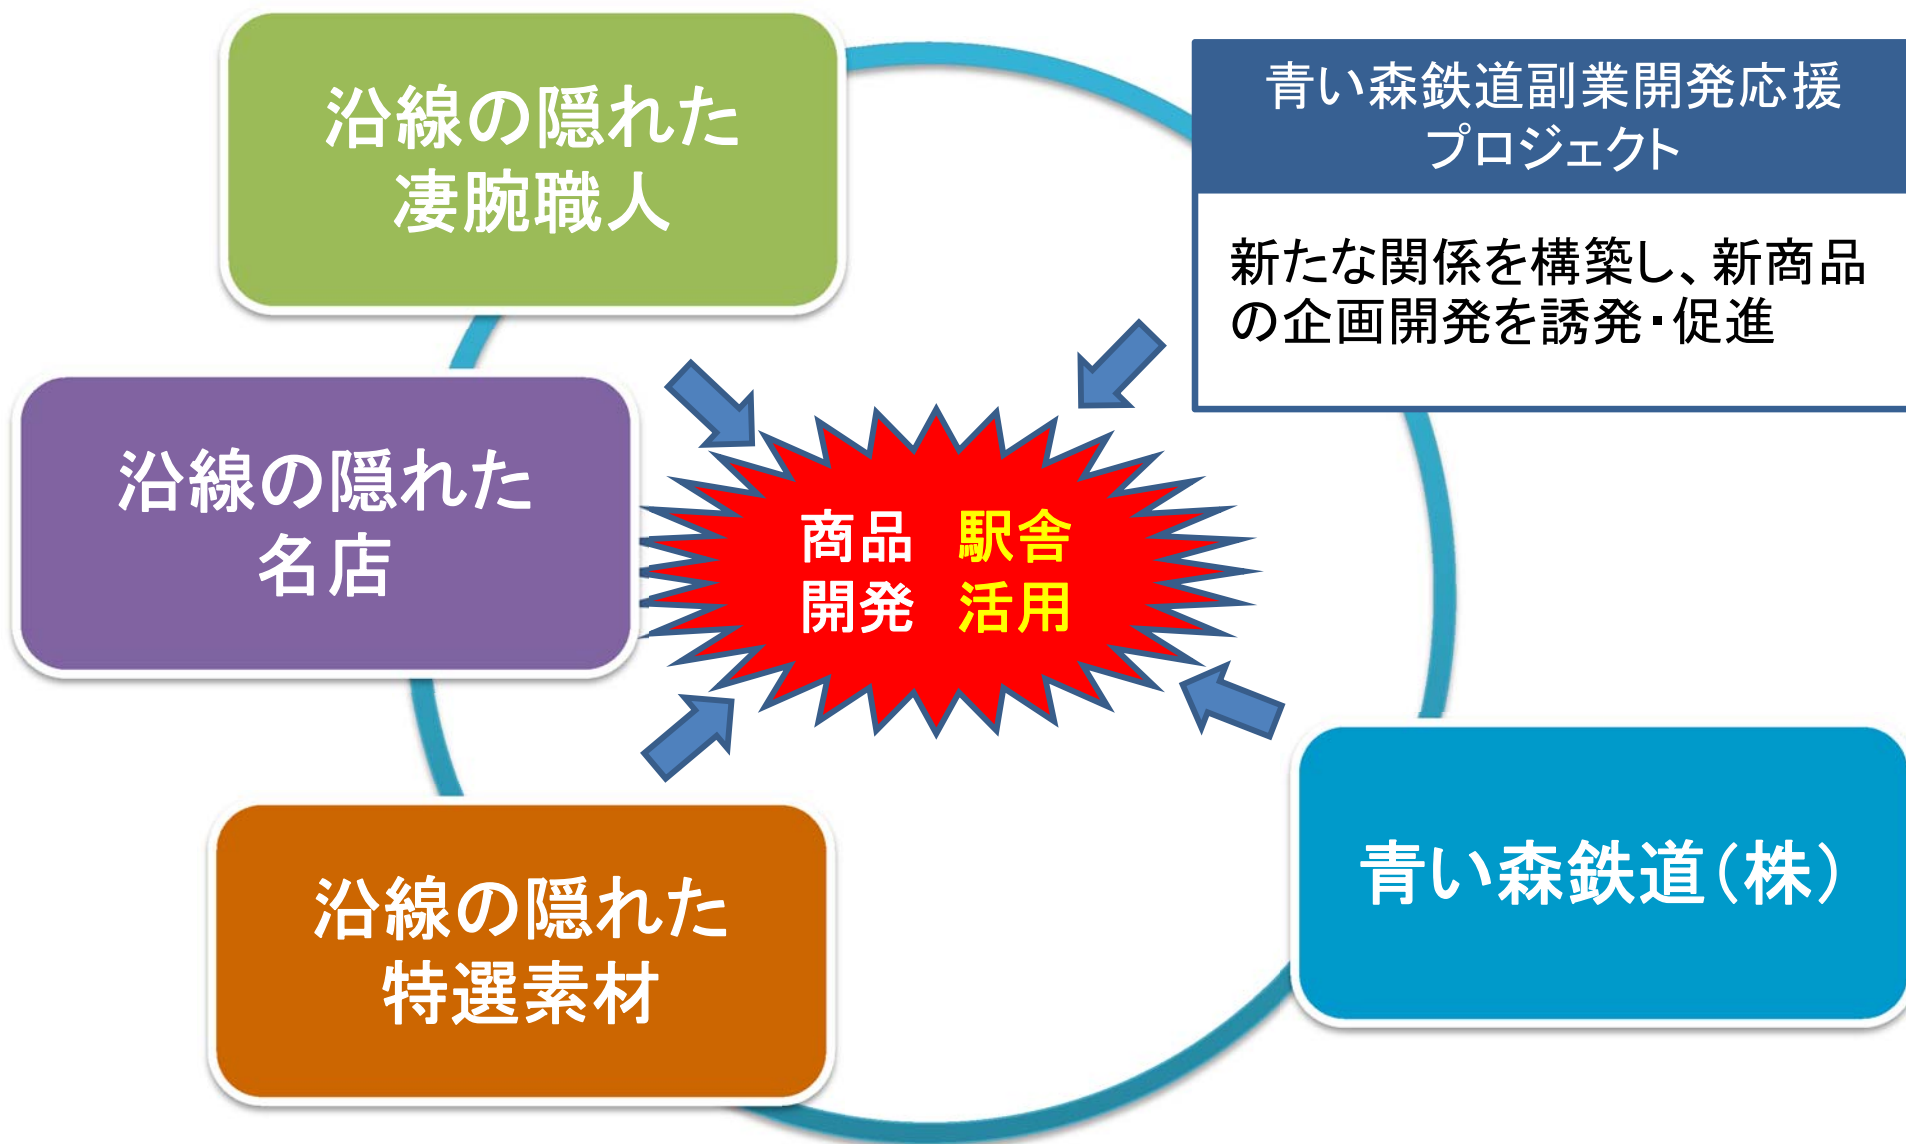 沿線の隠れた
凄腕職人
青い森鉄道副業開発応援
プロジェクト
新たな関係を構築し、新商品
の企画開発を誘発・促進
沿線の隠れた
名店
商品 駅舎
開発 活用
沿線の隠れた
特選素材
青い森鉄道(株)